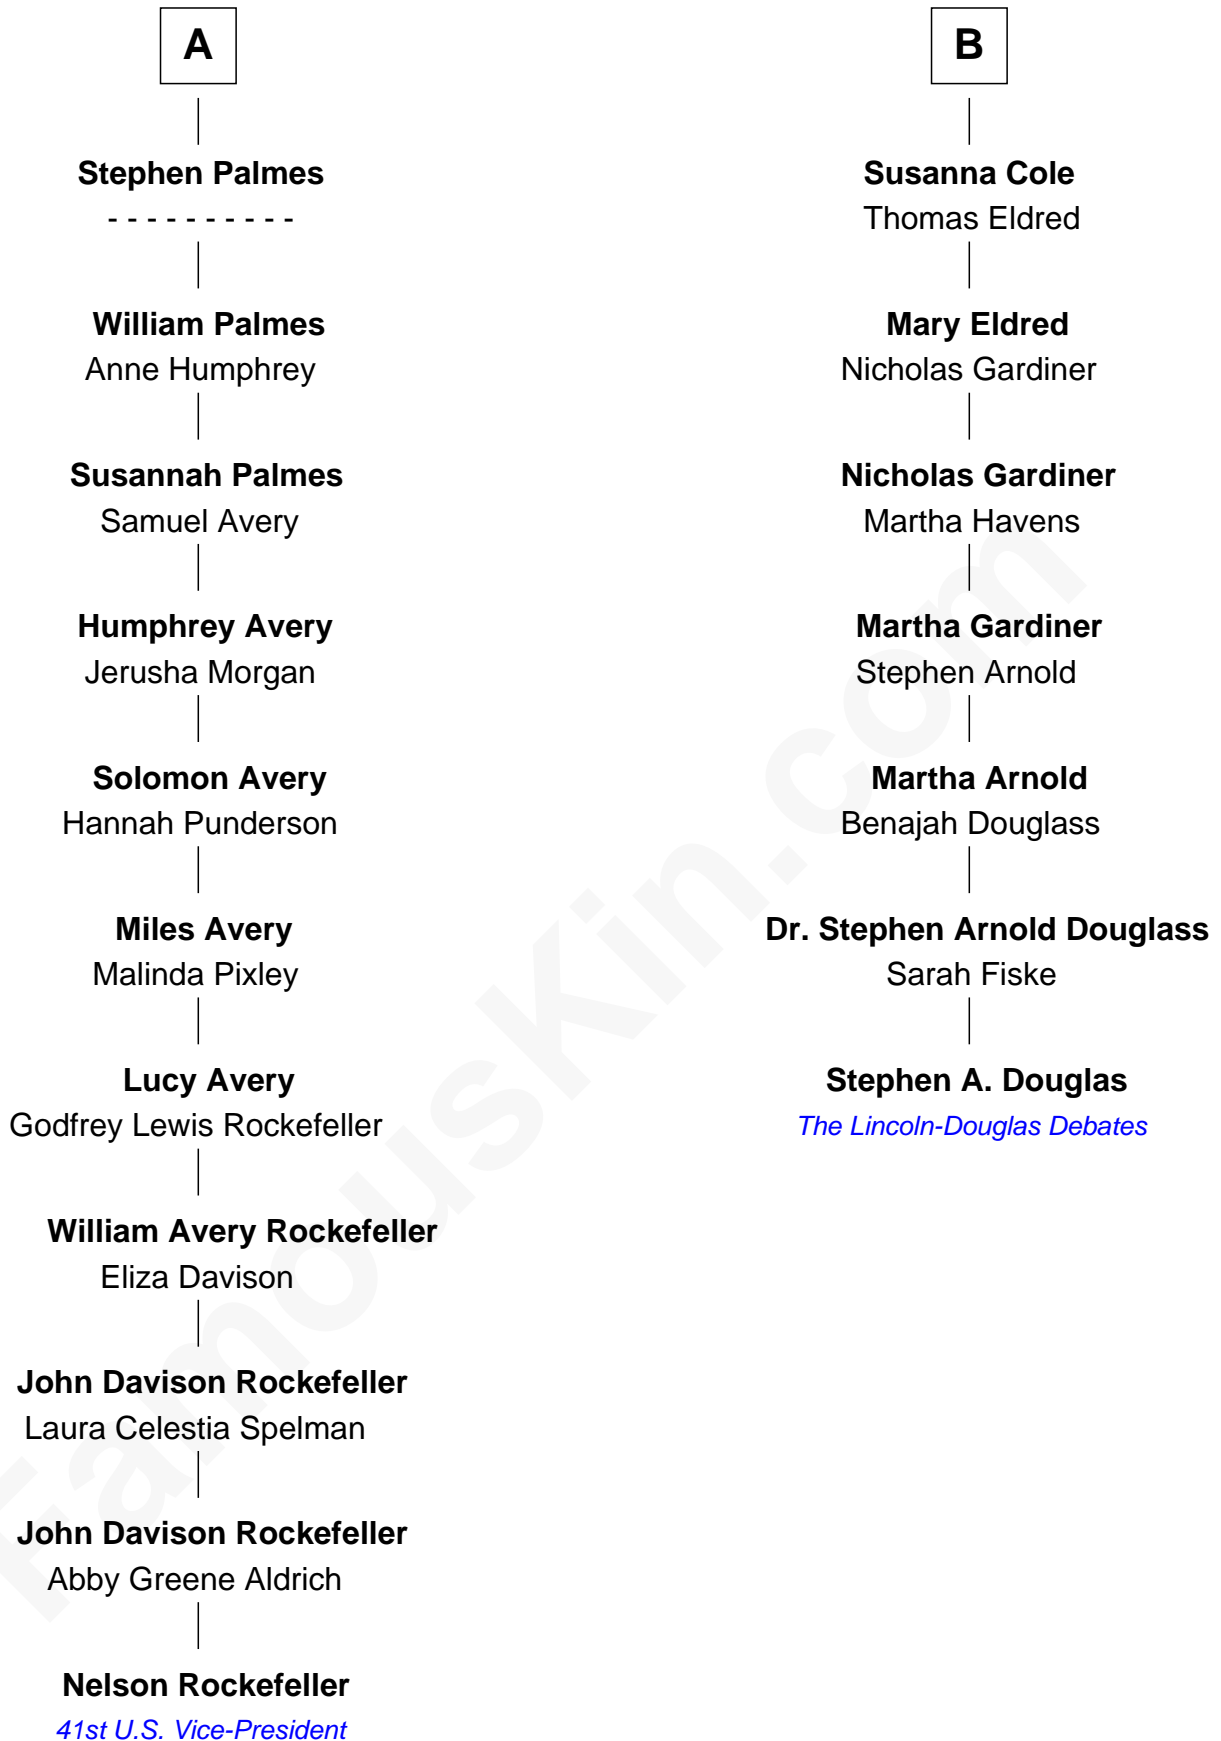 A
Stephen Palmes
- - - - - - - - - -
William Palmes
Anne Humphrey
Susannah Palmes
Samuel Avery
Humphrey Avery
Jerusha Morgan
Solomon Avery
Hannah Punderson
Miles Avery
Malinda Pixley
Lucy Avery
Godfrey Lewis Rockefeller
William Avery Rockefeller
Eliza Davison
John Davison Rockefeller
Laura Celestia Spelman
John Davison Rockefeller
Abby Greene Aldrich
Nelson Rockefeller
41st U.S. Vice-President
B
Susanna Cole
Thomas Eldred
Mary Eldred
Nicholas Gardiner
Nicholas Gardiner
Martha Havens
Martha Gardiner
Stephen Arnold
Martha Arnold
Benajah Douglass
Dr. Stephen Arnold Douglass
Sarah Fiske
Stephen A. Douglas
The Lincoln-Douglas Debates
FamousKin.com